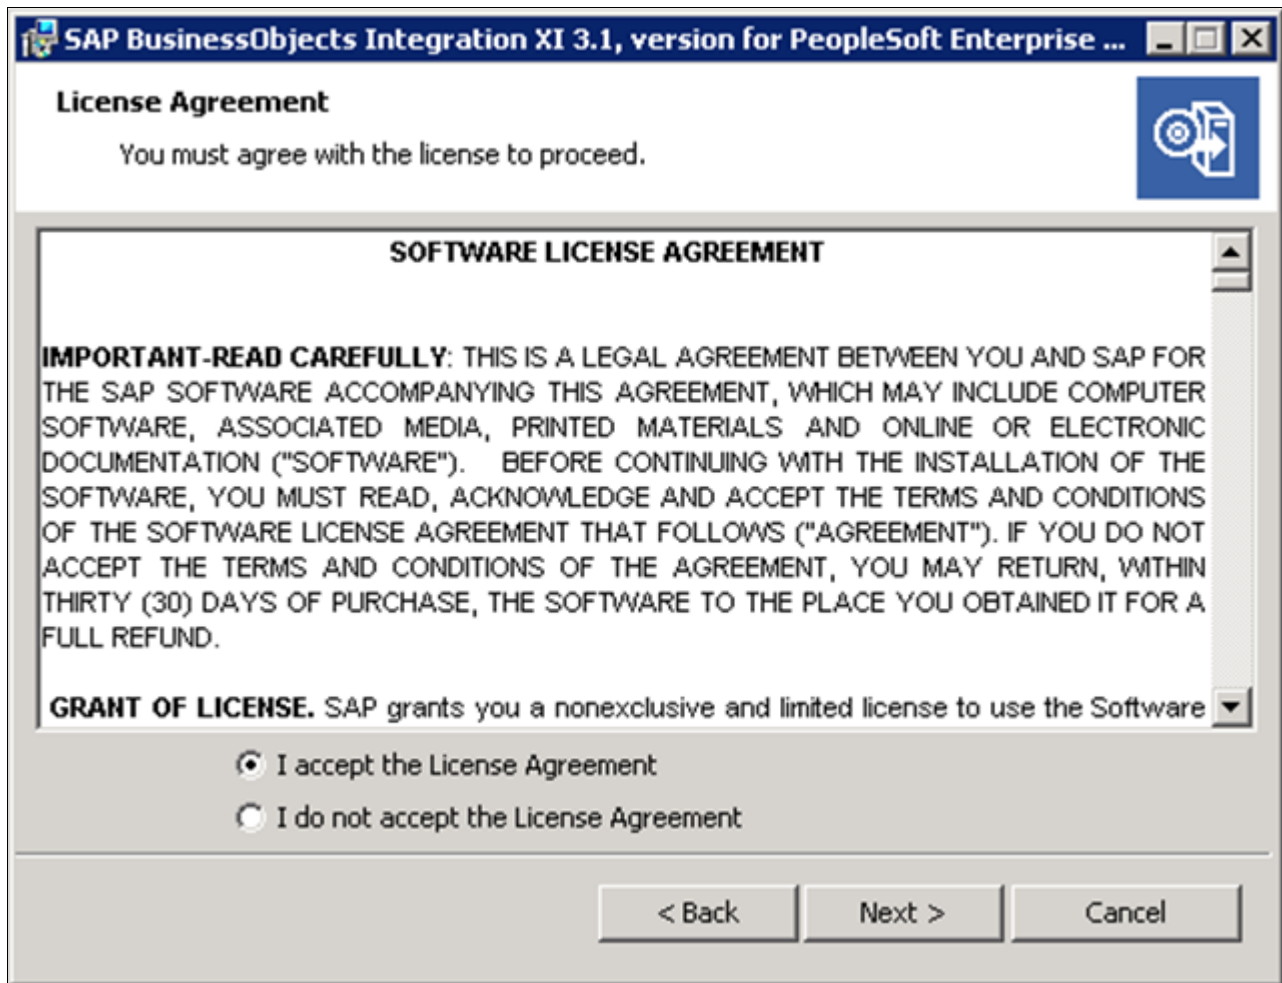 SAP BusinessObjects Integration XI 3.1, version for PeopleSoft Enterprise ...
License Agreement
You must agree with the license to proceed.
SOFTWARE LICENSE AGREEMENT
IMPORTANT-READ CAREFULLY: THIS IS A LEGAL AGREEMENT BETWEEN YOU AND SAP FOR
THE SAP SOFTWARE ACCOMPANYING THIS AGREEMENT, WHICH MAY INCLUDE COMPUTER
SOFTWARE, ASSOCIATED MEDIA, PRINTED MATERIALS AND ONLINE OR ELECTRONIC
DOCUMENTATION ("SOFTWARE"). BEFORE CONTINUING WITH THE INSTALLATION OF THE
SOFTWARE, YOU MUST READ, ACKNOWLEDGE AND ACCEPT THE TERMS AND CONDITIONS
OF THE SOFTWARE LICENSE AGREEMENT THAT FOLLOWS ("AGREEMENT"). IF YOU DO NOT
ACCEPT THE TERMS AND CONDITIONS OF THE AGREEMENT, YOU MAY RETURN, WITHIN
THIRTY (30) DAYS OF PURCHASE, THE SOFTWARE TO THE PLACE YOU OBTAINED IT FOR A
FULL REFUND.
GRANT OF LICENSE. SAP grants you a nonexclusive and limited license to use the Software
I accept the License Agreement
I do not accept the License Agreement
< Back Next > Cancel